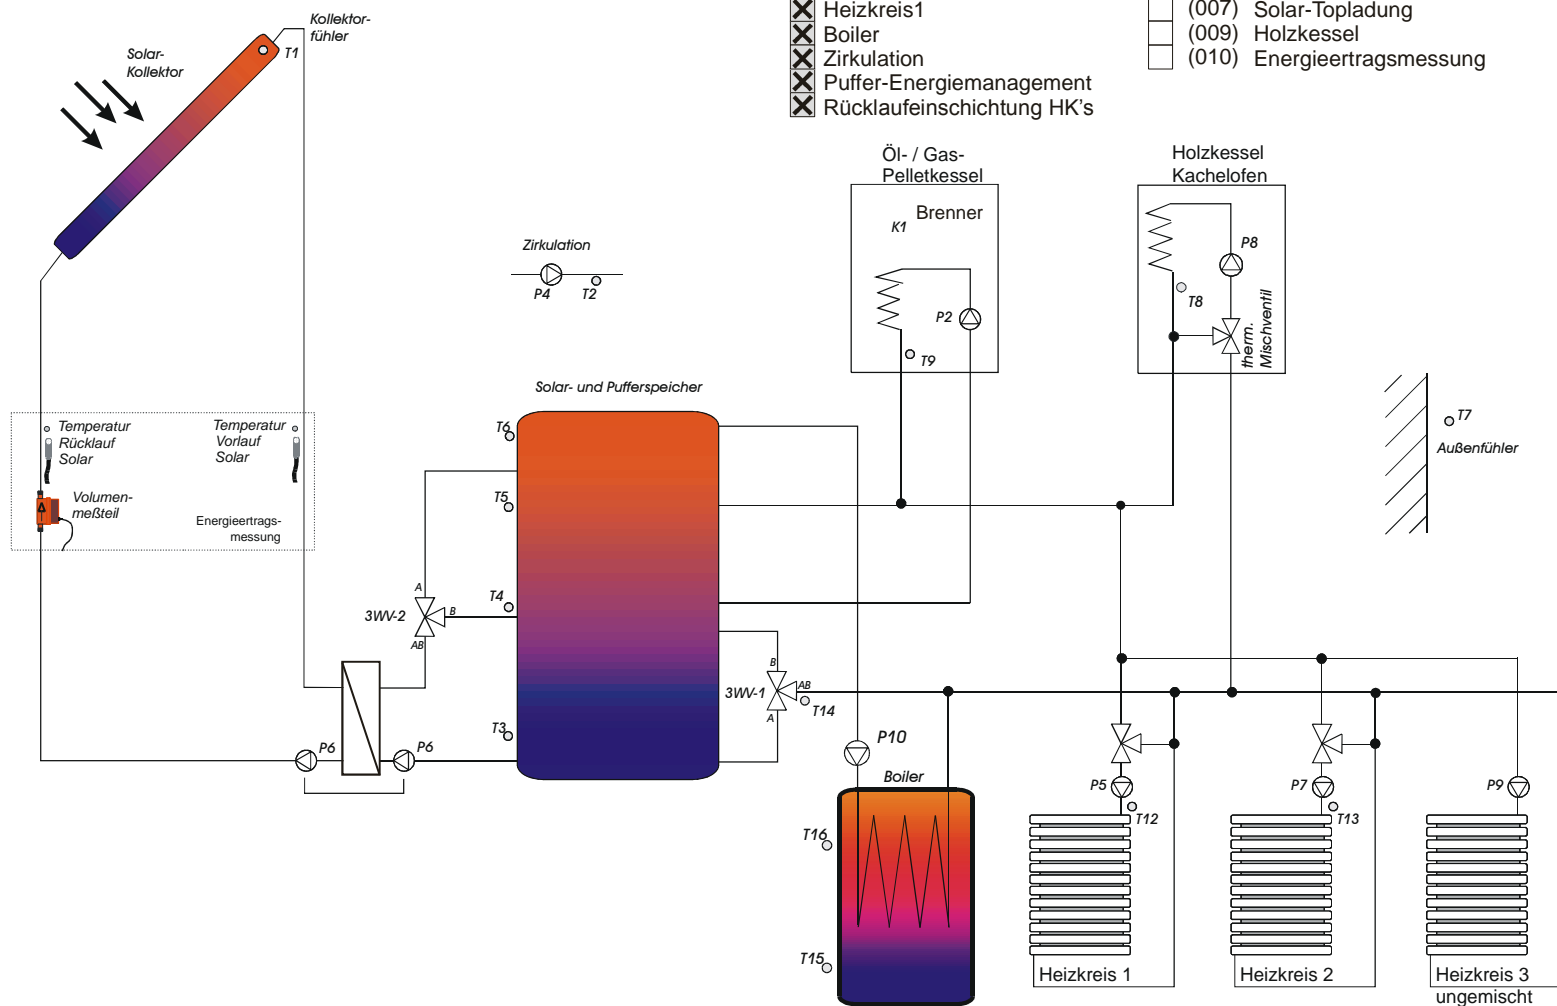 Heizkreis1
Boiler
Zirkulation
Puffer-Energiemanagement
Rücklaufeinschichtung HK's
(007) Solar-Topladung
(009) Holzkessel
(010) Energieertragsmessung
Kollektor-
fühler
T1
Solar-
Kollektor
Öl- / Gas-
Pelletkessel
Brenner
K1
P2
T9
Holzkessel
Kachelofen
P8
T8
therm.
Mischventil
Zirkulation
P4
T2
Solar- und Pufferspeicher
T6
T5
T4
T3
T7
Außenfühler
Temperatur
Rücklauf
Solar
Temperatur
Vorlauf
Solar
Volumen-
meßteil
Energieertrags-
messung
A
3WV-2
B
AB
B
3WV-1
AB
A
T14
P6
P6
P10
Boiler
T16
T15
P5
T12
P7
T13
P9
Heizkreis 1
Heizkreis 2
Heizkreis 3
ungemischt